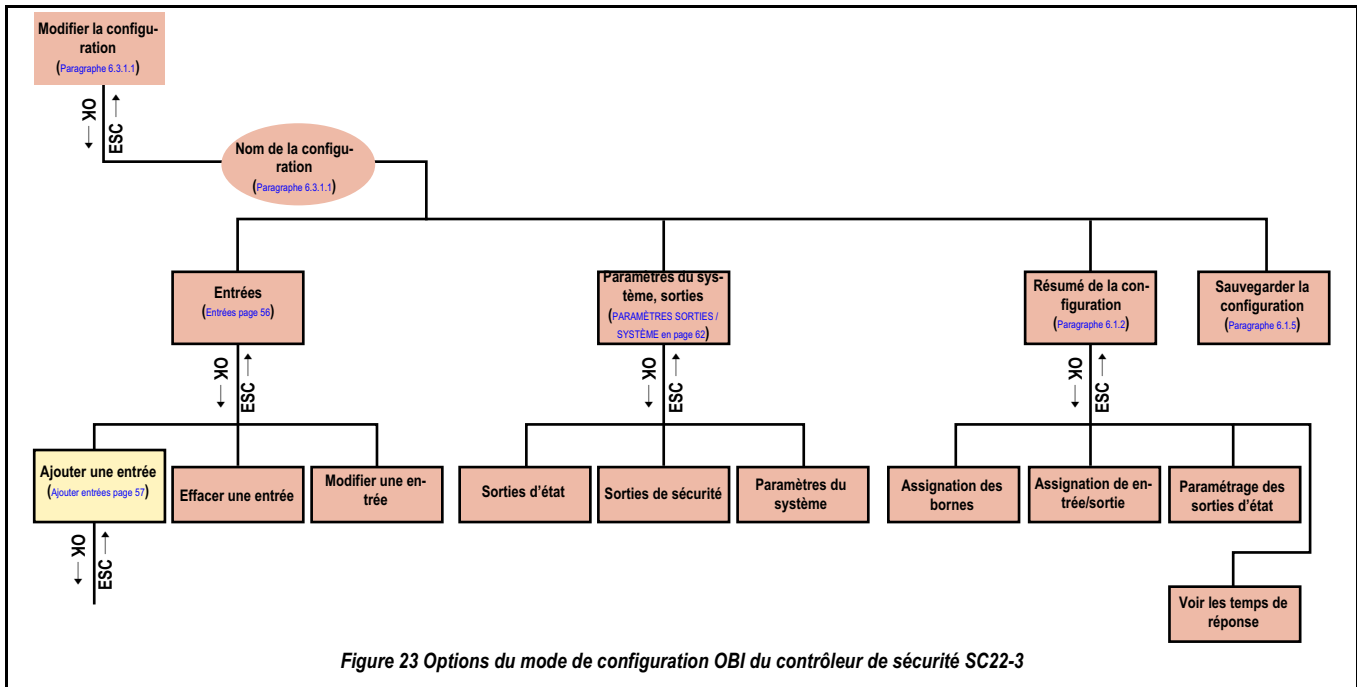 Modifier la configu-
ration
(Paragraphe 6.3.1.1)
OK
ESC
Nom de la configu-
ration
(Paragraphe 6.3.1.1)
Entrées
(Entrées page 56)
Paramètres du sys-
tème, sorties
(PARAMÈTRES SORTIES /
SYSTÈME en page 62)
Résumé de la con-
figuration
(Paragraphe 6.1.2)
Sauvegarder la
configuration
(Paragraphe 6.1.5)
OK
ESC
OK
ESC
OK
ESC
Ajouter une entrée
(Ajouter entrées page 57)
Effacer une entrée
Modifier une en-
trée
Sorties d’état
Sorties de sécurité
Paramètres du
système
Assignation des
bornes
Assignation de en-
trée/sortie
Paramétrage des
sorties d’état
OK
ESC
Voir les temps de
réponse
Figure 23 Options du mode de configuration OBI du contrôleur de sécurité SC22-3